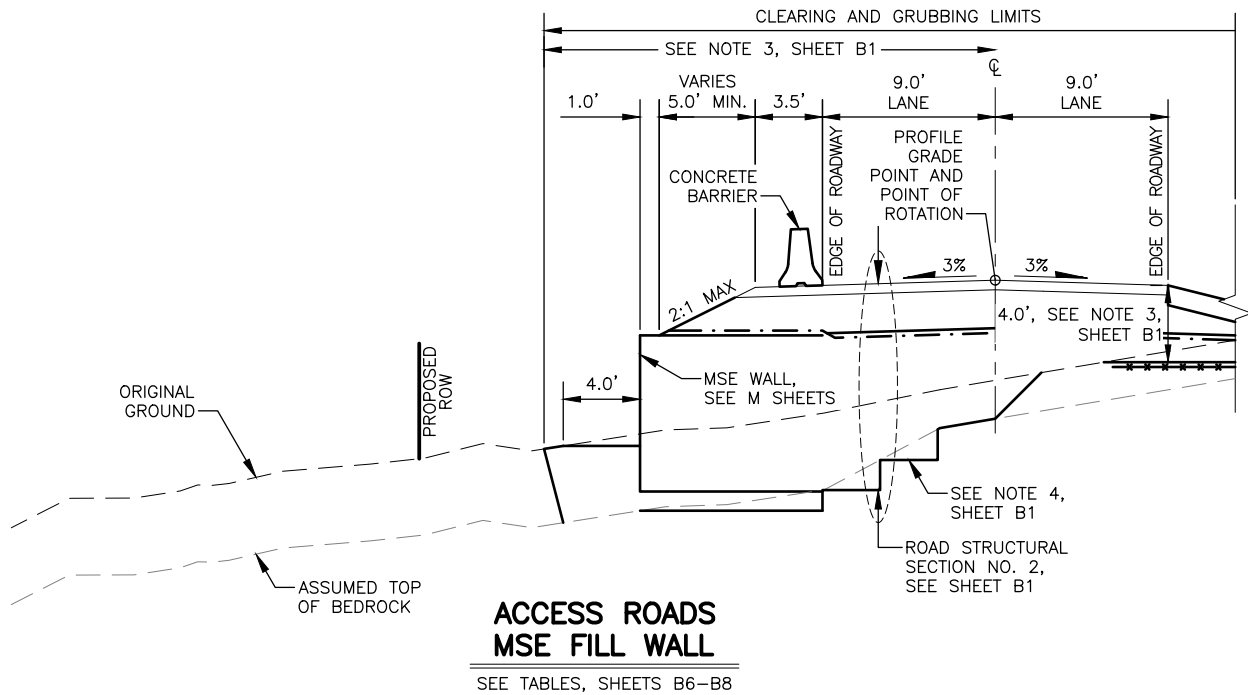 CLEARING AND GRUBBING LIMITS
SEE NOTE 3, SHEET B1
℄
VARIES
1.0'
5.0' MIN.
3.5'
9.0'
LANE
9.0'
LANE
EDGE OF ROADWAY
PROFILE
GRADE
POINT AND
POINT OF
ROTATION
EDGE OF ROADWAY
CONCRETE
BARRIER
3%
3%
2:1 MAX
4.0', SEE NOTE 3,
SHEET B1
PROPOSED
ROW
ORIGINAL
GROUND
4.0'
MSE WALL,
SEE M SHEETS
SEE NOTE 4,
SHEET B1
ROAD STRUCTURAL
SECTION NO. 2,
SEE SHEET B1
ASSUMED TOP
OF BEDROCK
ACCESS ROADS
MSE FILL WALL
SEE TABLES, SHEETS B6-B8